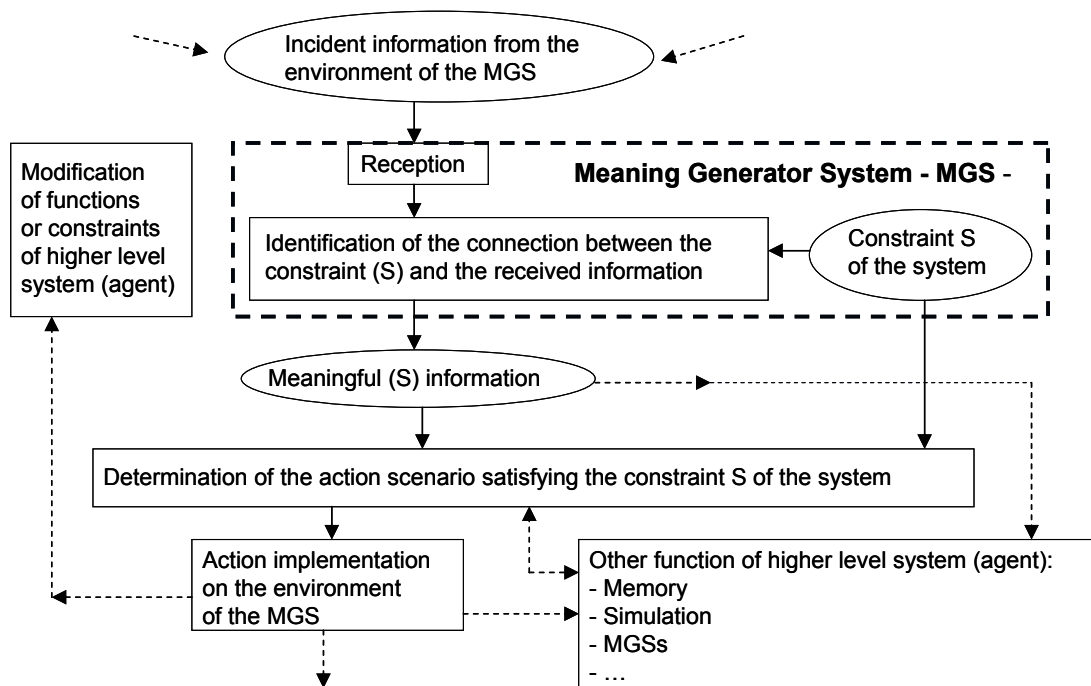 Incident information from the
environment of the MGS
Modification
of functions
or constraints
of higher level
system (agent)
Reception
Meaning Generator System - MGS -
Identification of the connection between the
constraint (S) and the received information
Constraint S
of the system
Meaningful (S) information
Determination of the action scenario satisfying the constraint S of the system
Action implementation
on the environment
of the MGS
Other function of higher level system (agent):
- Memory
- Simulation
- MGSs
- ...